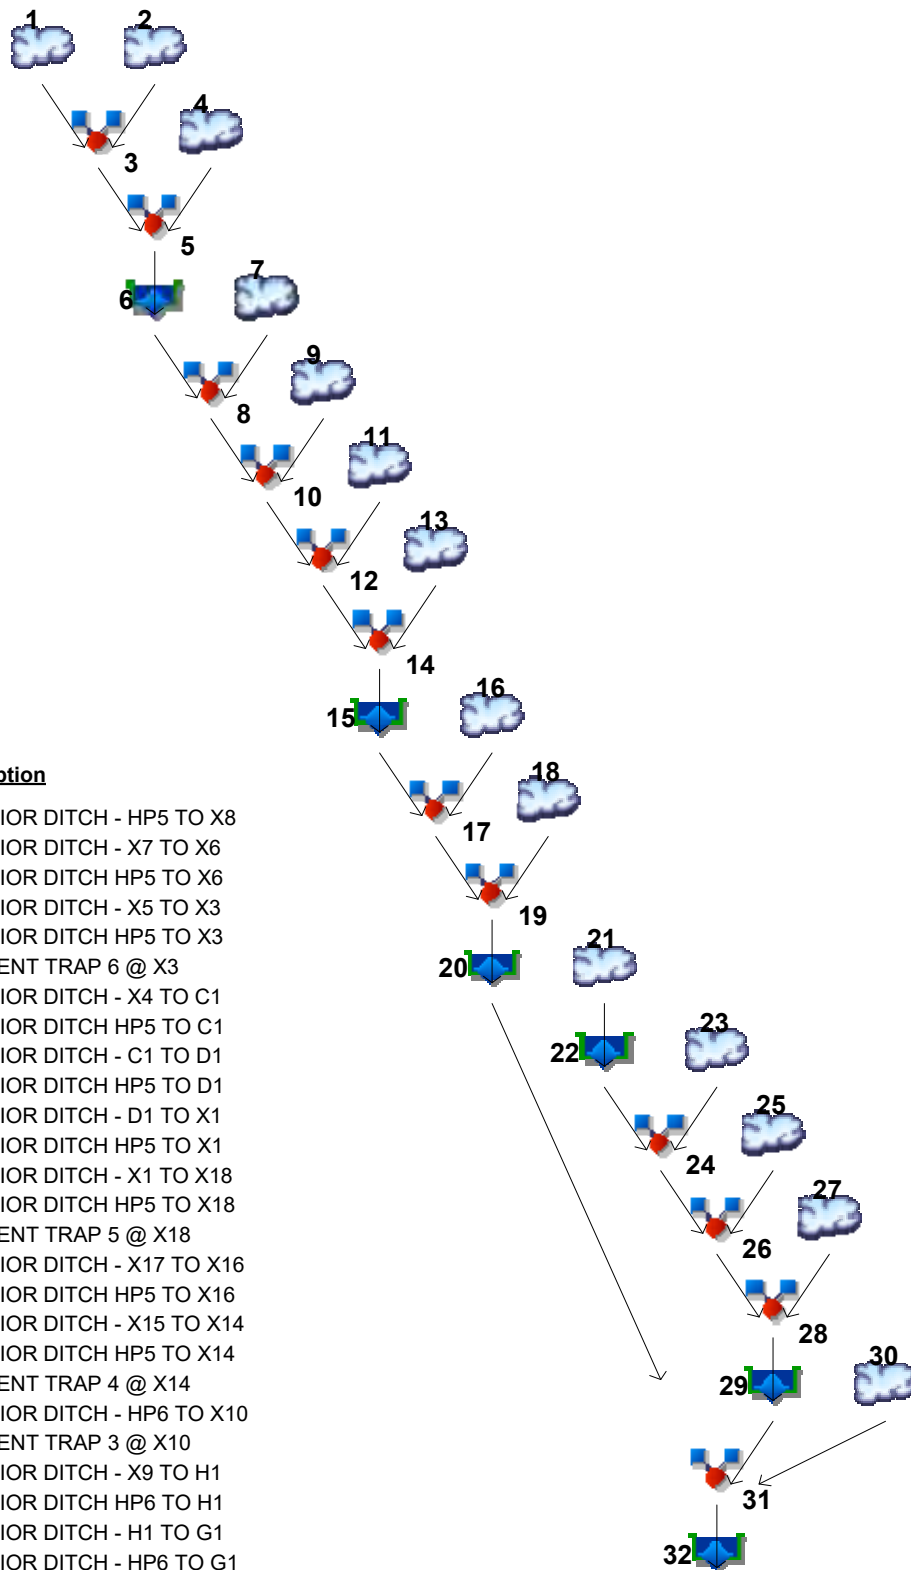 1
2
4
3
5
7
6
9
8
11
10
13
12
14
16
15
ption
18
IOR DITCH - HP5 TO X8
17
IOR DITCH - X7 TO X6
IOR DITCH HP5 TO X6
IOR DITCH - X5 TO X3
19
IOR DITCH HP5 TO X3
21
ENT TRAP 6 @ X3
20
IOR DITCH - X4 TO C1
IOR DITCH HP5 TO C1
23
IOR DITCH - C1 TO D1
22
IOR DITCH HP5 TO D1
25
IOR DITCH - D1 TO X1
IOR DITCH HP5 TO X1
24
IOR DITCH - X1 TO X18
27
IOR DITCH HP5 TO X18
ENT TRAP 5 @ X18
26
IOR DITCH - X17 TO X16
IOR DITCH HP5 TO X16
IOR DITCH - X15 TO X14
28
IOR DITCH HP5 TO X14
30
ENT TRAP 4 @ X14
29
IOR DITCH - HP6 TO X10
ENT TRAP 3 @ X10
IOR DITCH - X9 TO H1
31
IOR DITCH HP6 TO H1
IOR DITCH - H1 TO G1
32
IOR DITCH - HP6 TO G1